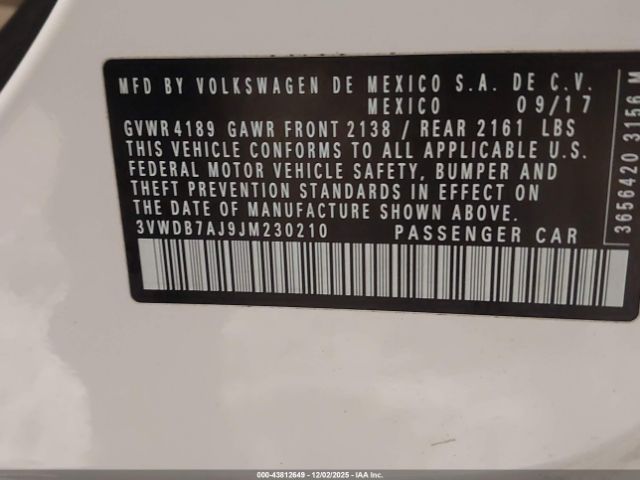 MFD BY VOLKSWAGEN DE MEXICO S.A. DE C.V.
MEXICO 09/17
GVWR 4189 GAWR FRONT 2138 / REAR 2161 LBS
THIS VEHICLE CONFORMS TO ALL APPLICABLE U.S.
FEDERAL MOTOR VEHICLE SAFETY, BUMPER AND
THEFT PREVENTION STANDARDS IN EFFECT ON
THE DATE OF MANUFACTURE SHOWN ABOVE.
3VWDB7AJ9JM230210 PASSENGER CAR
3656420 3156 M
000-43812649 - 12/02/2025 - IAA Inc.